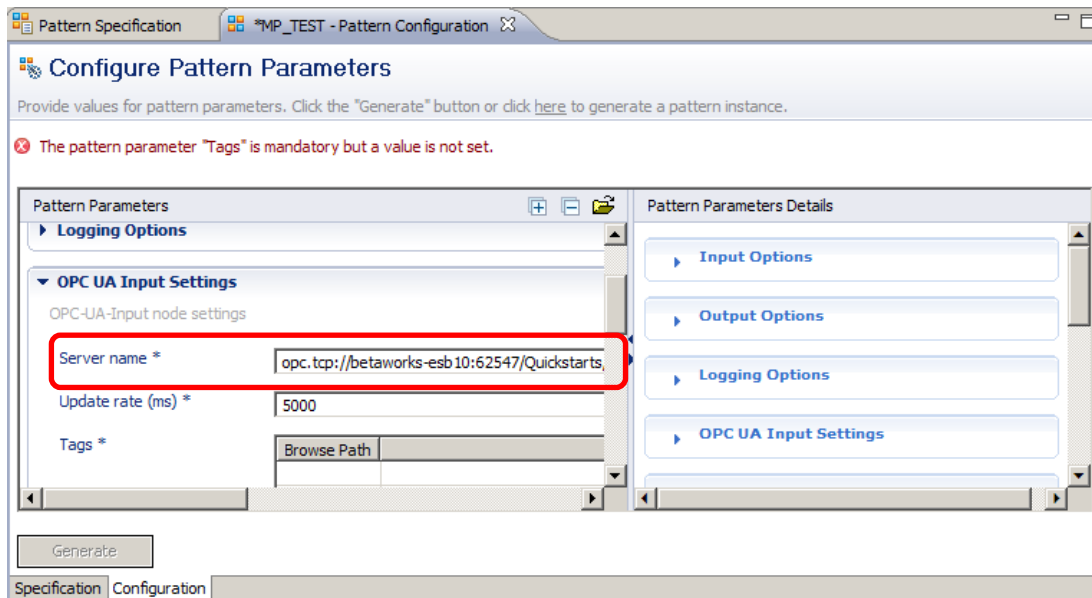 Pattern Specification
*MP_TEST - Pattern Configuration
Configure Pattern Parameters
Provide values for pattern parameters. Click the "Generate" button or click here to generate a pattern instance.
The pattern parameter "Tags" is mandatory but a value is not set.
Pattern Parameters
Logging Options
OPC UA Input Settings
OPC-UA-Input node settings
Server name *
opc.tcp://betaworks-esb10:62547/Quickstarts/
Update rate (ms) *
5000
Tags *
Browse Path
Pattern Parameters Details
Input Options
Output Options
Logging Options
OPC UA Input Settings
Generate
Specification
Configuration